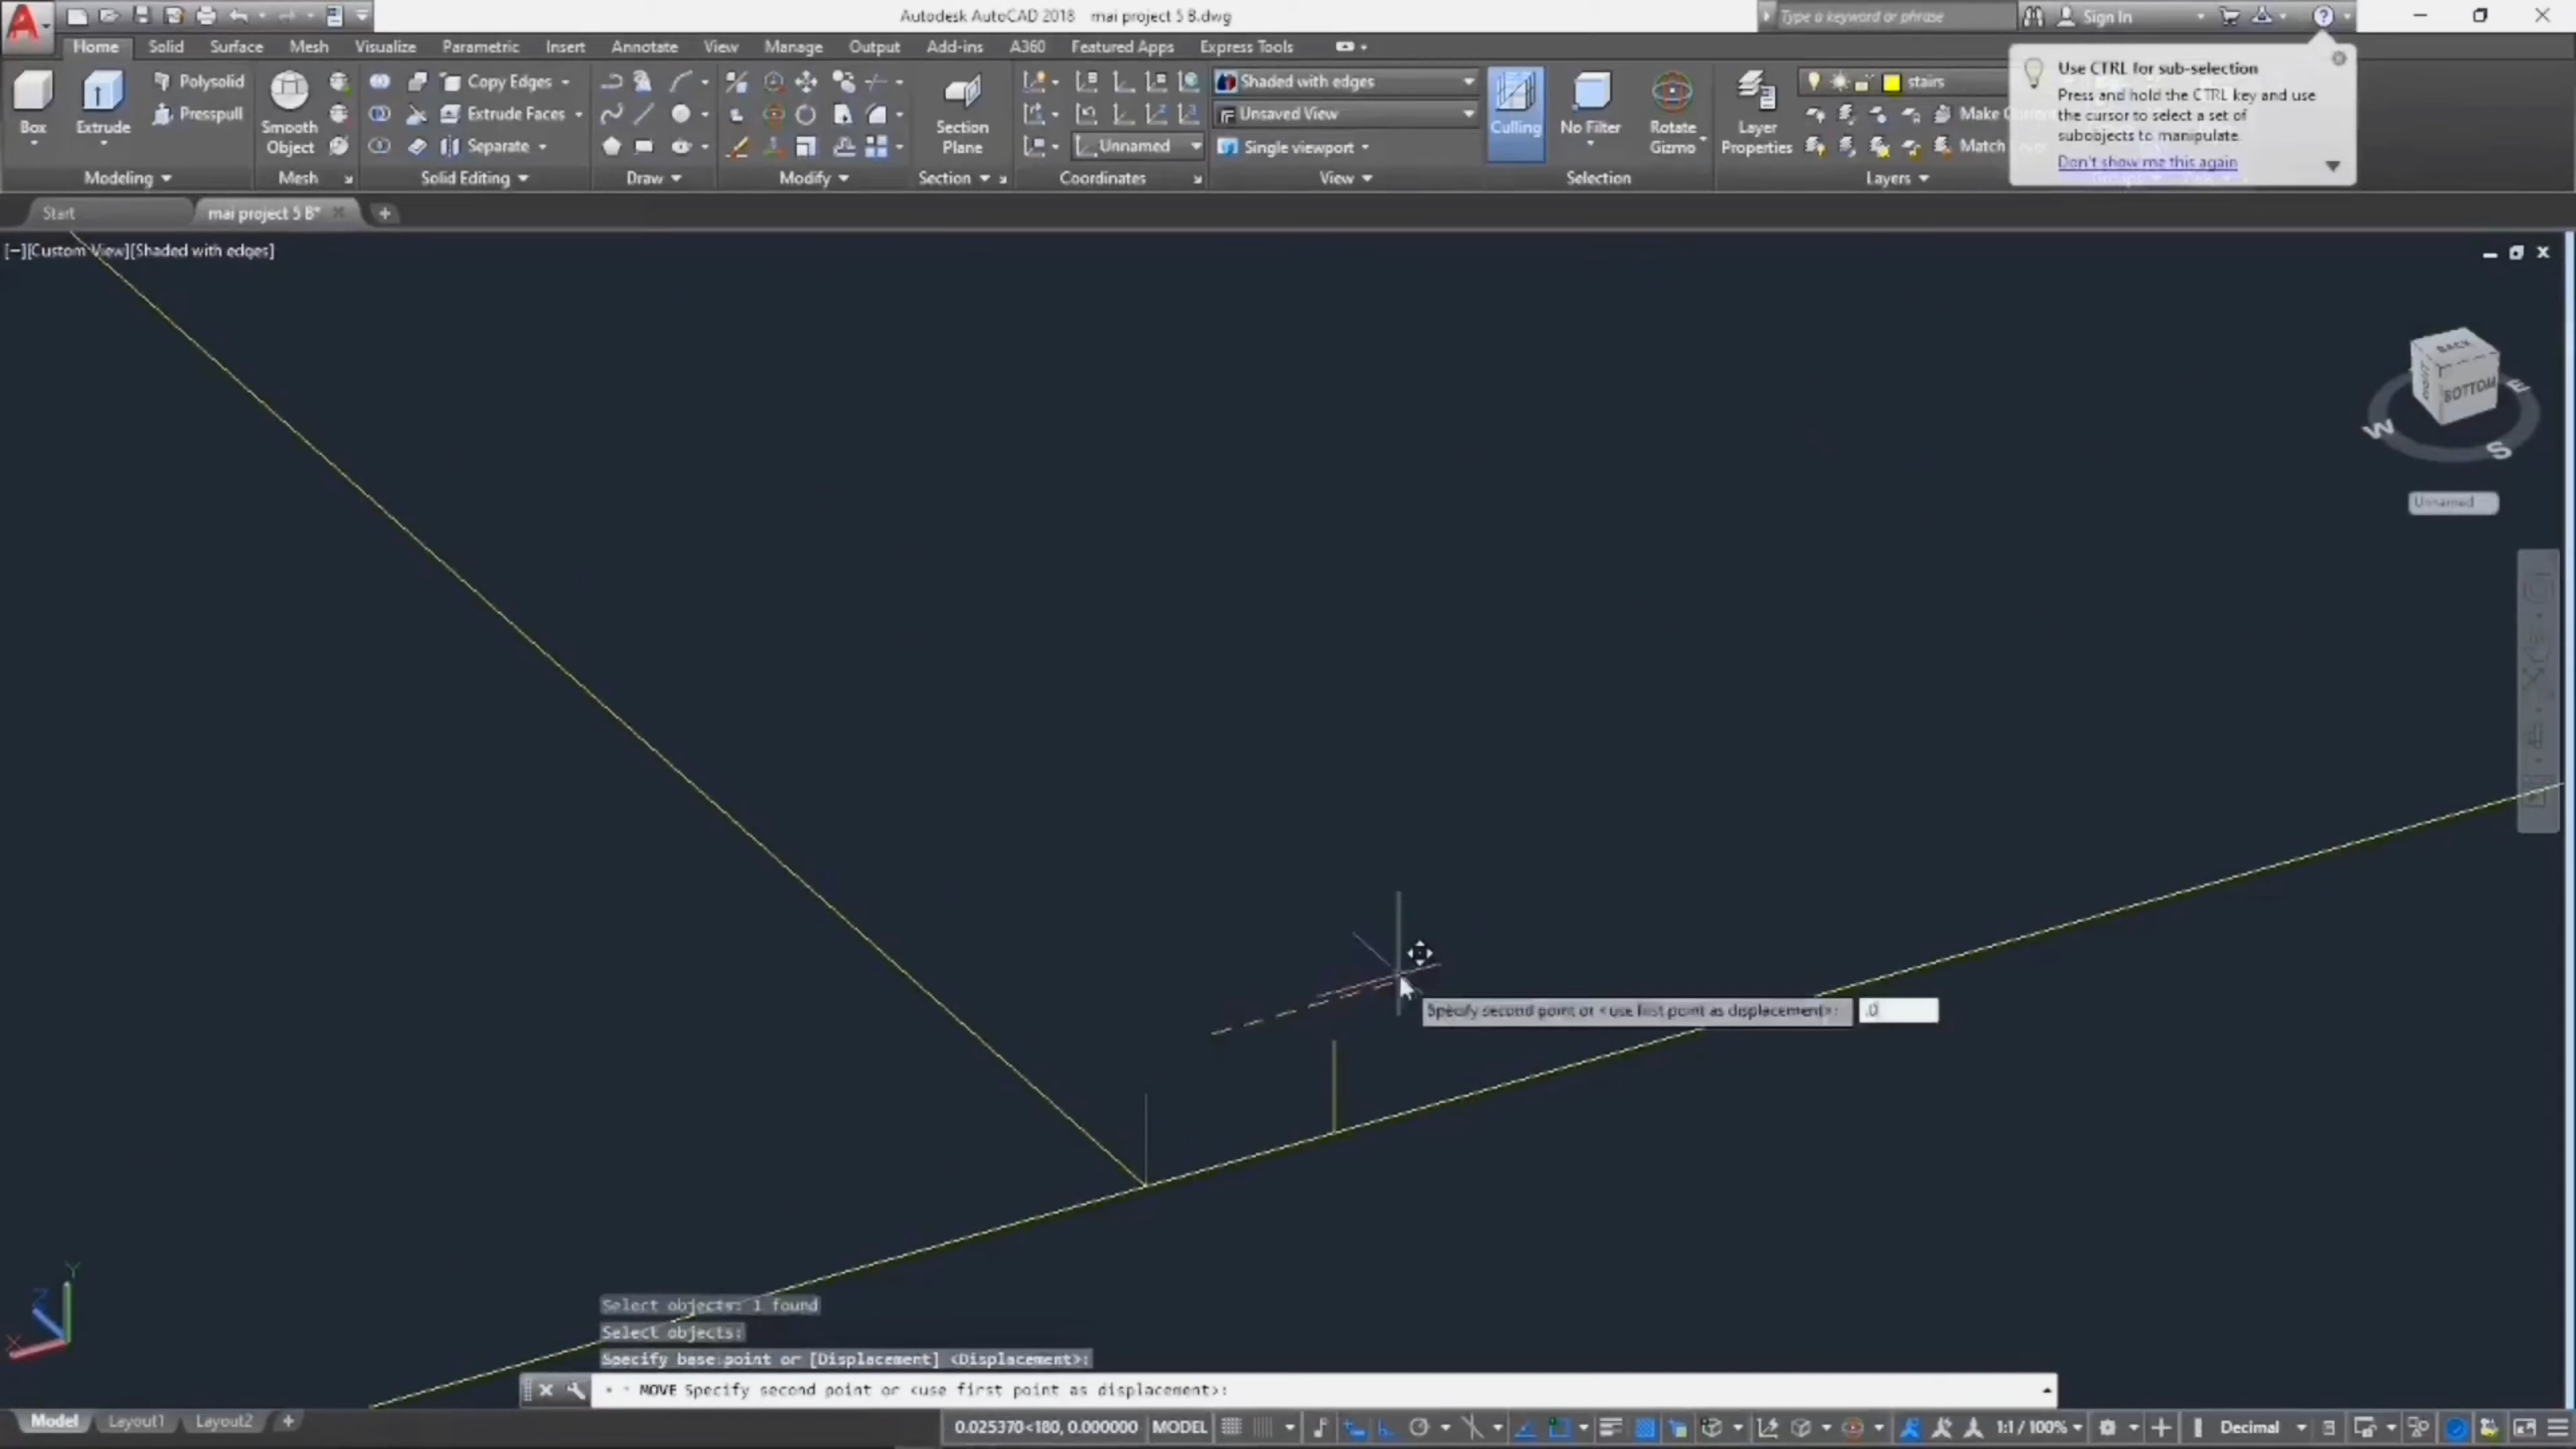 Autodesk AutoCAD 2018 mai project 5 B.dwg
Type a keyword or phrase
Sign In
Home Solid Surface Mesh Visualize Parametric Insert Annotate View Manage Output Add-ins A360 Featured Apps Express Tools
Box
Extrude
Polysolid
Presspull
Modeling
Smooth Object
Mesh
Copy Edges
Extrude Faces
Separate
Solid Editing
Draw
Modify
Section Plane
Section
Unnamed
Coordinates
Shaded with edges
Unsaved View
Single viewport
View
Culling
No Filter
Rotate Gizmo
Selection
Layer Properties
stairs
Make
Match
Layers
Use CTRL for sub-selection
Press and hold the CTRL key and use
the cursor to select a set of
subobjects to manipulate.
Don't show me this again
Start
mai project 5 B*
[−][Custom View][Shaded with edges]
BACK
RIGHT
BOTTOM
W
E
S
Unnamed
Specify second point or <use first point as displacement>: .0
Y
Z
X
Select objects: 1 found
Select objects:
Specify base point or [Displacement] <Displacement>:
MOVE Specify second point or <use first point as displacement>:
Model Layout1 Layout2
0.025370<180, 0.000000 MODEL 1:1 / 100% Decimal